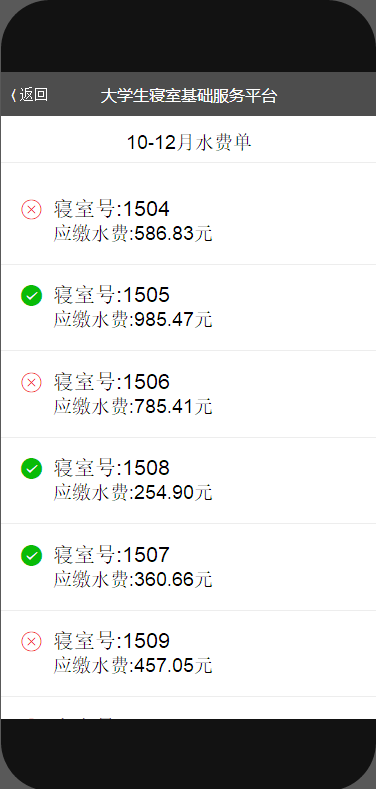 返回
大学生寝室基础服务平台
10-12月水费单
寝室号:1504
应缴水费:586.83元
寝室号:1505
应缴水费:985.47元
寝室号:1506
应缴水费:785.41元
寝室号:1508
应缴水费:254.90元
寝室号:1507
应缴水费:360.66元
寝室号:1509
应缴水费:457.05元